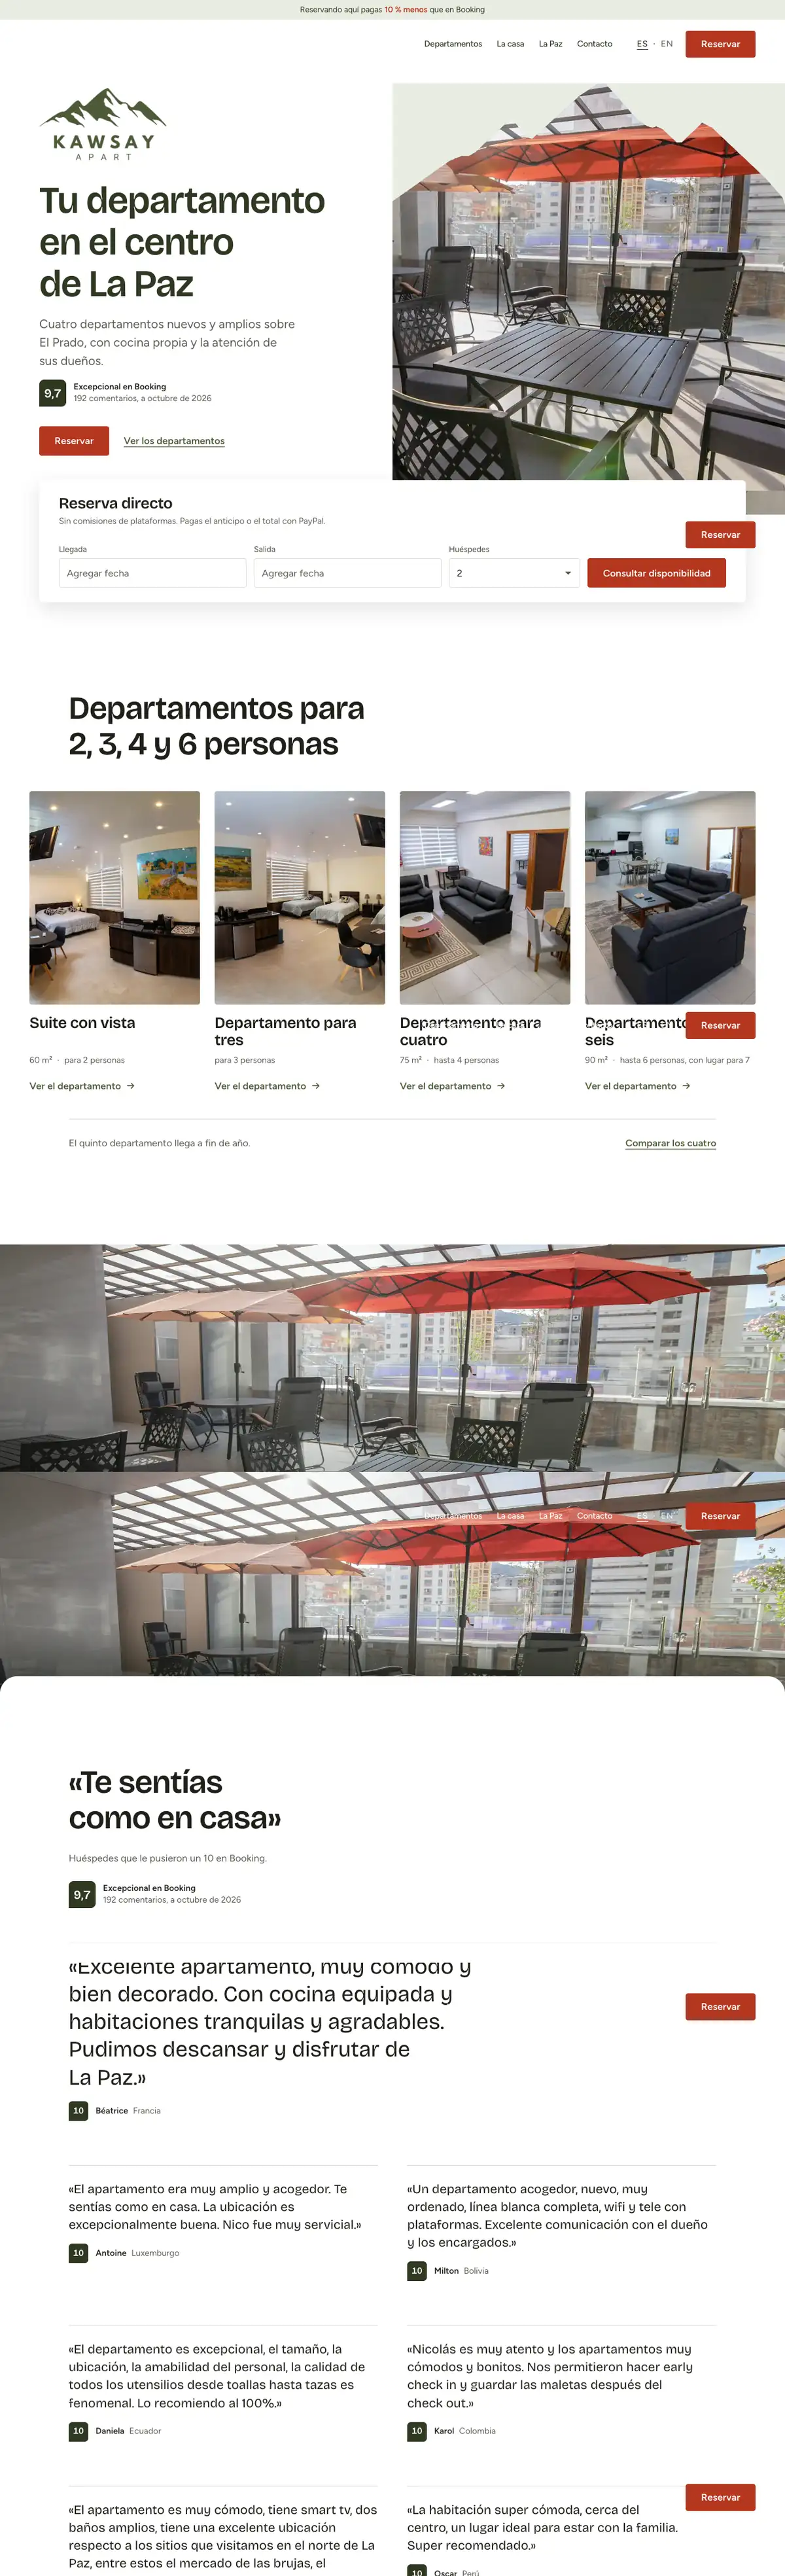 Reservando aquí pagas 10 % menos que en Booking
Departamentos La casa La Paz Contacto ES · EN Reservar
KAWSAY
APART
Tu departamento
en el centro
de La Paz
Cuatro departamentos nuevos y amplios sobre
El Prado, con cocina propia y la atención de
sus dueños.
9,7 Excepcional en Booking
192 comentarios, a octubre de 2026
Reservar Ver los departamentos
Reserva directo
Sin comisiones de plataformas. Pagas el anticipo o el total con PayPal.
Reservar
Llegada Salida Huéspedes
Agregar fecha Agregar fecha 2 Consultar disponibilidad
Departamentos para
2, 3, 4 y 6 personas
Suite con vista
60 m² · para 2 personas
Ver el departamento →
Departamento para
tres
para 3 personas
Ver el departamento →
Departamento para
cuatro
75 m² · hasta 4 personas
Ver el departamento →
Departamento
seis
Reservar
90 m² · hasta 6 personas, con lugar para 7
Ver el departamento →
El quinto departamento llega a fin de año. Comparar los cuatro
Departamentos La casa La Paz Contacto ES EN Reservar
«Te sentías
como en casa»
Huéspedes que le pusieron un 10 en Booking.
9,7 Excepcional en Booking
192 comentarios, a octubre de 2026
«Excelente apartamento, muy cómodo y
bien decorado. Con cocina equipada y
habitaciones tranquilas y agradables.
Pudimos descansar y disfrutar de
La Paz.»
Reservar
10 Béatrice Francia
«El apartamento era muy amplio y acogedor. Te
sentías como en casa. La ubicación es
excepcionalmente buena. Nico fue muy servicial.»
10 Antoine Luxemburgo
«Un departamento acogedor, nuevo, muy
ordenado, línea blanca completa, wifi y tele con
plataformas. Excelente comunicación con el dueño
y los encargados.»
10 Milton Bolivia
«El departamento es excepcional, el tamaño, la
ubicación, la amabilidad del personal, la calidad de
todos los utensilios desde toallas hasta tazas es
fenomenal. Lo recomiendo al 100%.»
10 Daniela Ecuador
«Nicolás es muy atento y los apartamentos muy
cómodos y bonitos. Nos permitieron hacer early
check in y guardar las maletas después del
check out.»
10 Karol Colombia
Reservar
«El apartamento es muy cómodo, tiene smart tv, dos
baños amplios, tiene una excelente ubicación
respecto a los sitios que visitamos en el norte de La
Paz, entre estos el mercado de las brujas, el
«La habitación super cómoda, cerca del
centro, un lugar ideal para estar con la familia.
Super recomendado.»
10 Oscar Perú